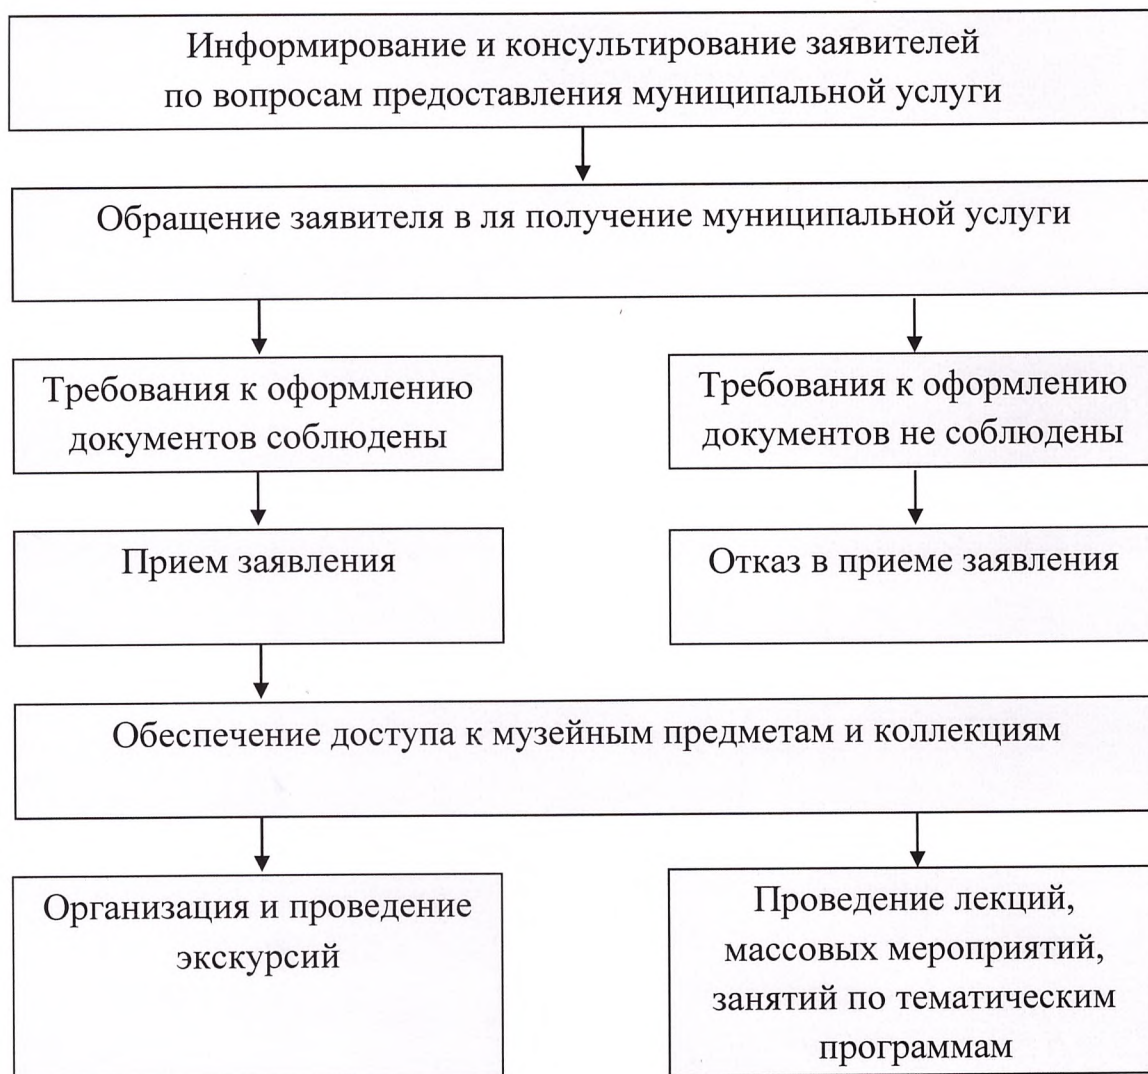 Информирование и консультирование заявителей
по вопросам предоставления муниципальной услуги
Обращение заявителя в ля получение муниципальной услуги
Требования к оформлению
документов соблюдены
Требования к оформлению
документов не соблюдены
Прием заявления
Отказ в приеме заявления
Обеспечение доступа к музейным предметам и коллекциям
Организация и проведение
экскурсий
Проведение лекций,
массовых мероприятий,
занятий по тематическим
программам